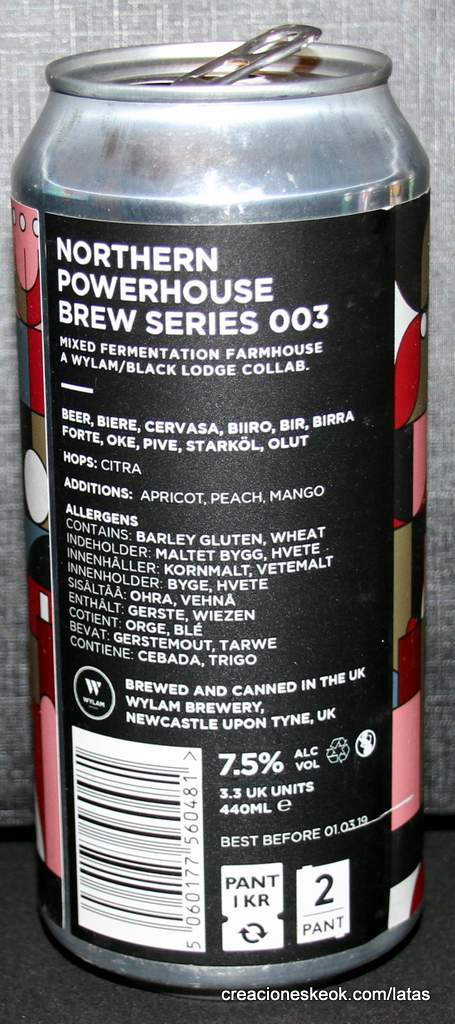 NORTHERN
POWERHOUSE
BREW SERIES 003
MIXED FERMENTATION FARMHOUSE
A WYLAM/BLACK LODGE COLLAB.
BEER, BIERE, CERVASA, BIIRO, BIR, BIRRA
FORTE, OKE, PIVE, STARKÖL, OLUT
HOPS: CITRA
ADDITIONS: APRICOT, PEACH, MANGO
ALLERGENS
CONTAINS: BARLEY GLUTEN, WHEAT
INDEHOLDER: MALTET BYGG, HVETE
INNEHÅLLER: KORNMALT, VETEMALT
INNENHOLDER: BYGE, HVETE
SISÄLTÄÄ: OHRA, VEHNÄ
ENTHÄLT: GERSTE, WIEZEN
COTIENT: ORGE, BLÉ
BEVAT: GERSTEMOUT, TARWE
CONTIENE: CEBADA, TRIGO
W
WYLAM
BREWED AND CANNED IN THE UK
WYLAM BREWERY,
NEWCASTLE UPON TYNE, UK
7.5% ALC VOL
3.3 UK UNITS
440ML ℮
BEST BEFORE 01.03.19
5 060177 560481 >
PANT
1 KR
2
PANT
creacioneskeok.com/latas